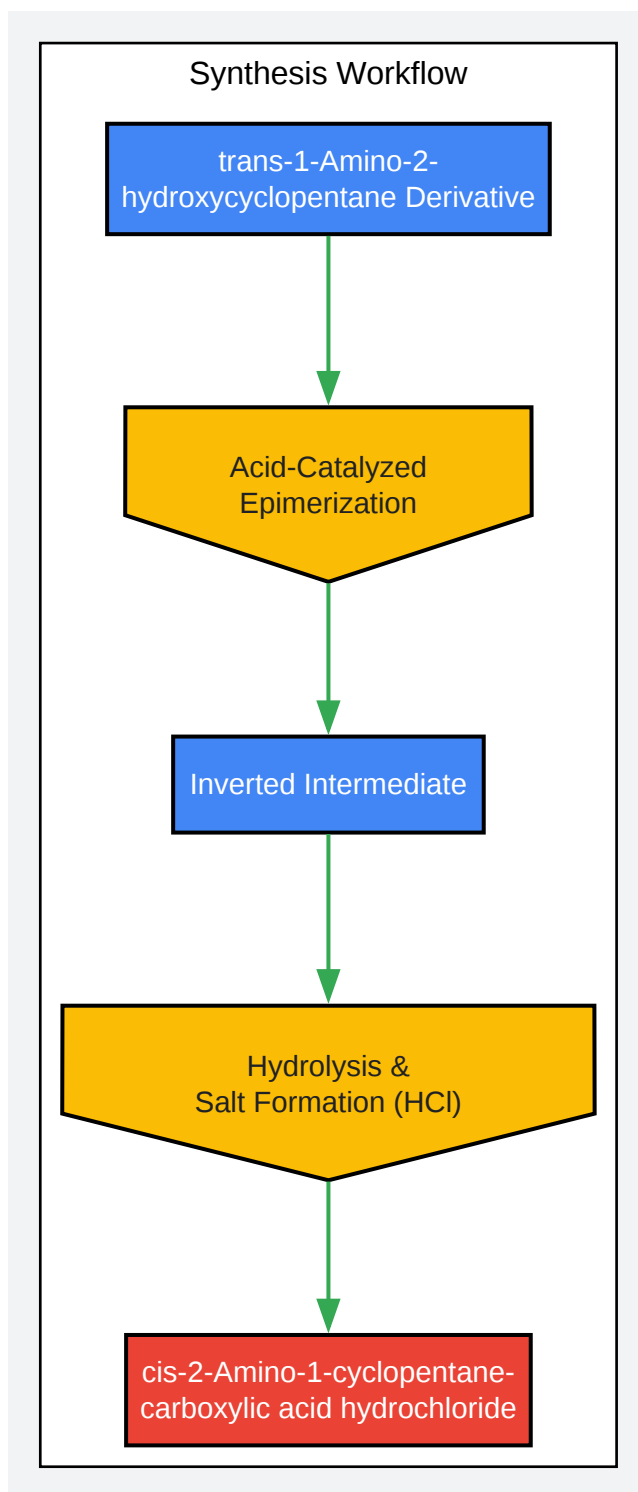 Synthesis Workflow
trans-1-Amino-2-
hydroxycyclopentane Derivative
Acid-Catalyzed
Epimerization
Inverted Intermediate
Hydrolysis &
Salt Formation (HCl)
cis-2-Amino-1-cyclopentane-
carboxylic acid hydrochloride